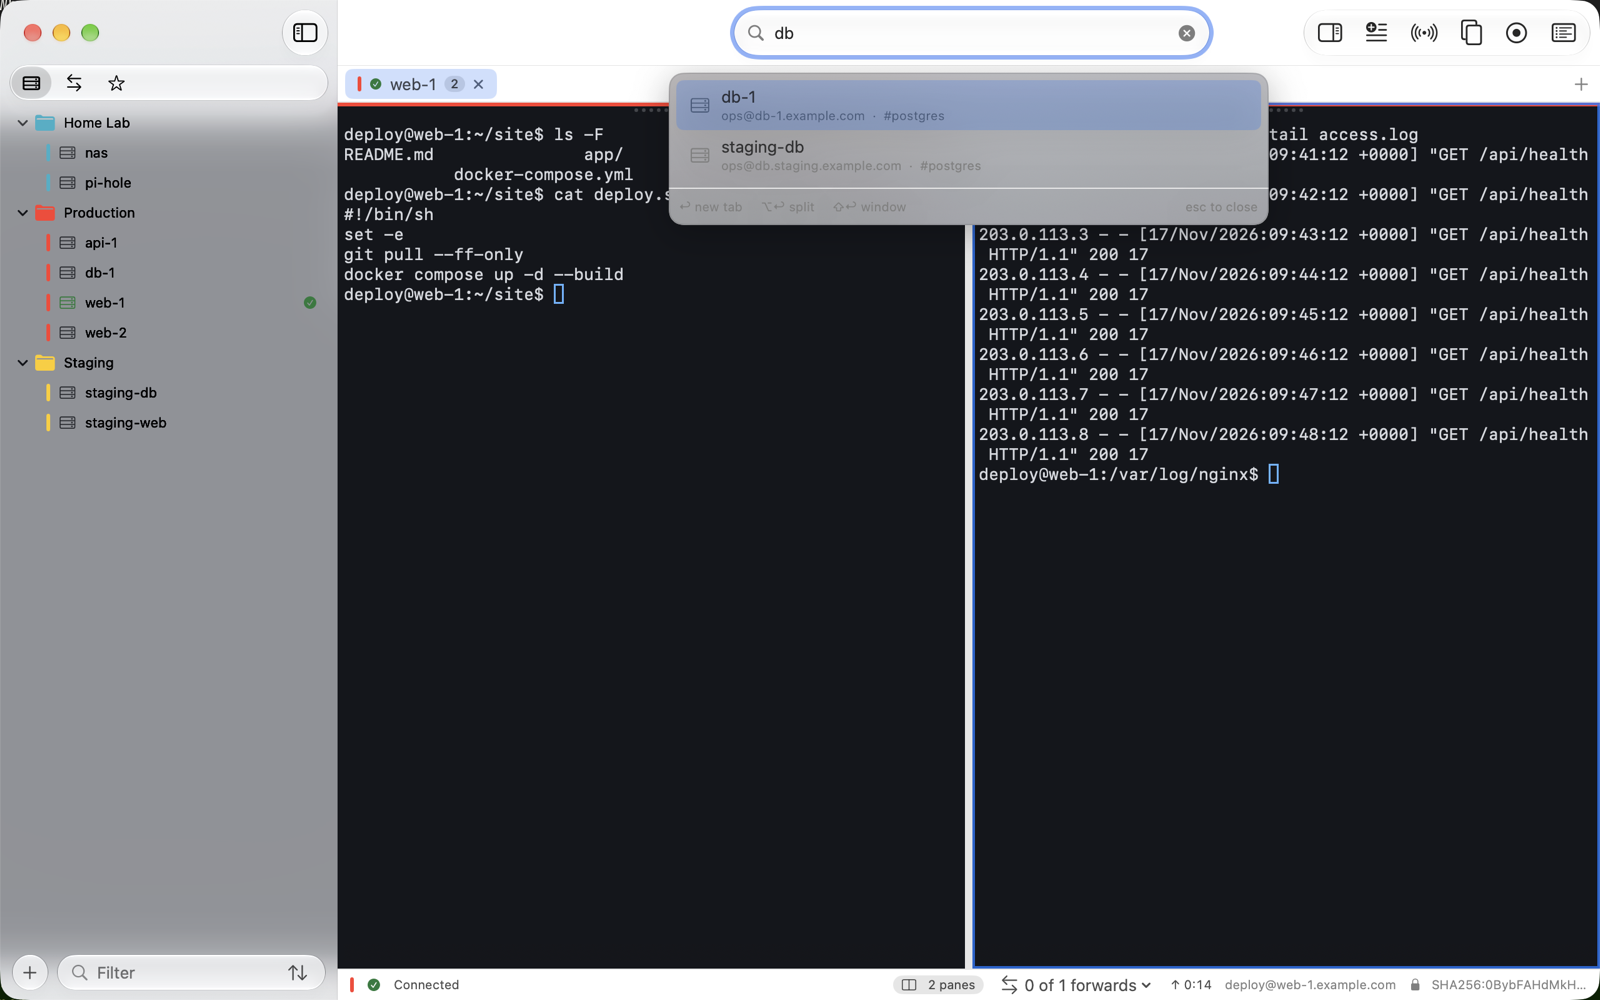 db
web-1 2
Home Lab
nas
pi-hole
Production
api-1
db-1
web-1
web-2
Staging
staging-db
staging-web
Filter
db-1
ops@db-1.example.com · #postgres
staging-db
ops@db.staging.example.com · #postgres
new tab split window esc to close
deploy@web-1:~/site$ ls -F
README.md app/
docker-compose.yml
deploy@web-1:~/site$ cat deploy.s
#!/bin/sh
set -e
git pull --ff-only
docker compose up -d --build
deploy@web-1:~/site$
tail access.log
09:41:12 +0000] "GET /api/health
09:42:12 +0000] "GET /api/health
203.0.113.3 - - [17/Nov/2026:09:43:12 +0000] "GET /api/health
HTTP/1.1" 200 17
203.0.113.4 - - [17/Nov/2026:09:44:12 +0000] "GET /api/health
HTTP/1.1" 200 17
203.0.113.5 - - [17/Nov/2026:09:45:12 +0000] "GET /api/health
HTTP/1.1" 200 17
203.0.113.6 - - [17/Nov/2026:09:46:12 +0000] "GET /api/health
HTTP/1.1" 200 17
203.0.113.7 - - [17/Nov/2026:09:47:12 +0000] "GET /api/health
HTTP/1.1" 200 17
203.0.113.8 - - [17/Nov/2026:09:48:12 +0000] "GET /api/health
HTTP/1.1" 200 17
deploy@web-1:/var/log/nginx$
Connected
2 panes
0 of 1 forwards
↑ 0:14
deploy@web-1.example.com
SHA256:0BybFAHdMkH...